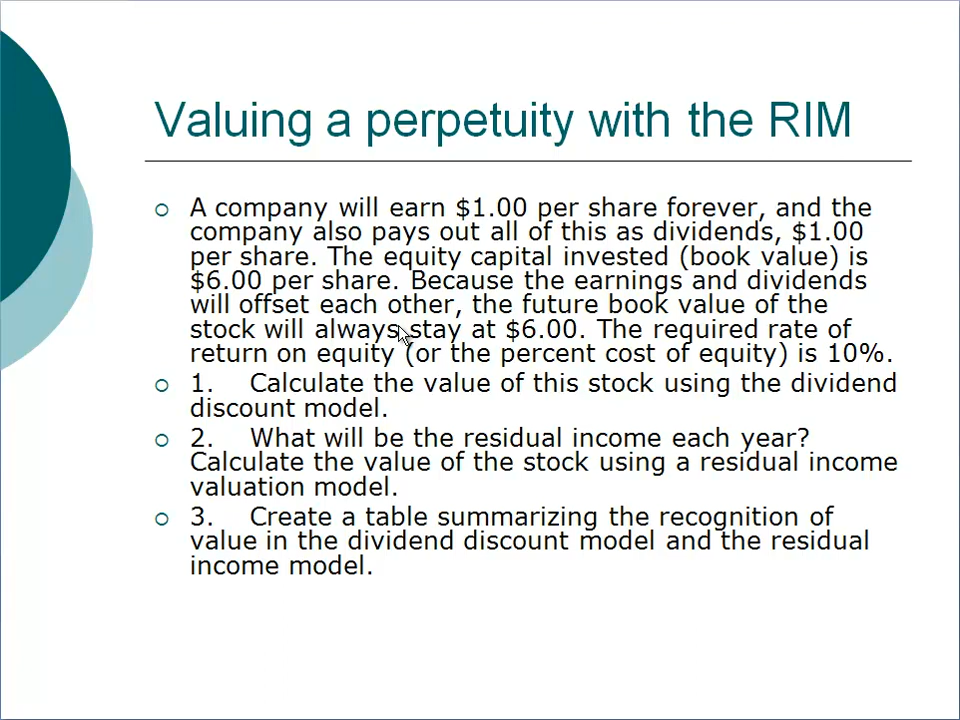 Valuing a perpetuity with the RIM
A company will earn $1.00 per share forever, and the
company also pays out all of this as dividends, $1.00
per share. The equity capital invested (book value) is
$6.00 per share. Because the earnings and dividends
will offset each other, the future book value of the
stock will always stay at $6.00. The required rate of
return on equity (or the percent cost of equity) is 10%.
1. Calculate the value of this stock using the dividend
discount model.
2. What will be the residual income each year?
Calculate the value of the stock using a residual income
valuation model.
3. Create a table summarizing the recognition of
value in the dividend discount model and the residual
income model.